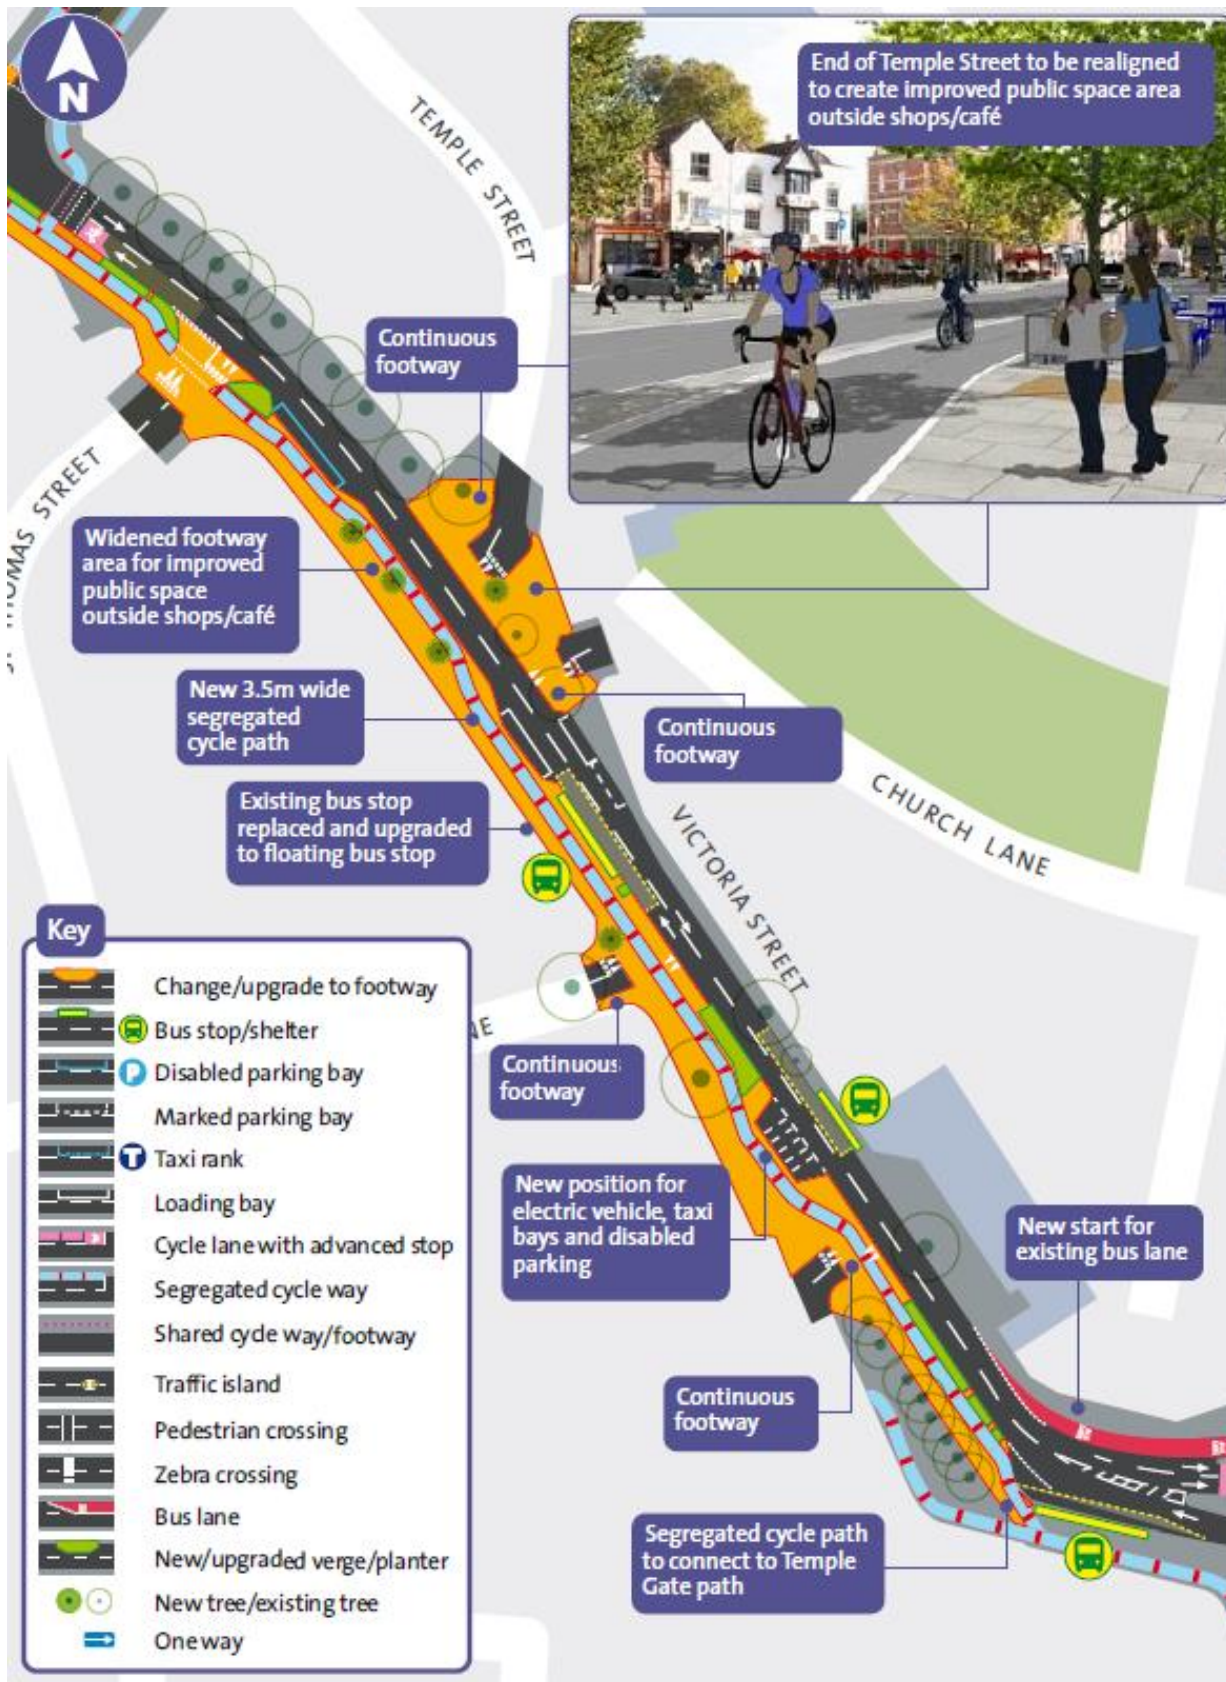 N
TEMPLE STREET
End of Temple Street to be realigned
to create improved public space area
outside shops/café
Continuous
footway
THOMAS STREET
Widened footway
area for improved
public space
outside shops/café
New 3.5m wide
segregated
cycle path
Continuous
footway
Existing bus stop
replaced and upgraded
to floating bus stop
CHURCH LANE
VICTORIA STREET
Key
Change/upgrade to footway
Bus stop/shelter
P Disabled parking bay
Marked parking bay
T Taxi rank
Loading bay
Cycle lane with advanced stop
Segregated cycle way
Shared cycle way/footway
Traffic island
Pedestrian crossing
Zebra crossing
Bus lane
New/upgraded verge/planter
New tree/existing tree
One way
NE
Continuous
footway
New position for
electric vehicle, taxi
bays and disabled
parking
New start for
existing bus lane
Continuous
footway
Segregated cycle path
to connect to Temple
Gate path